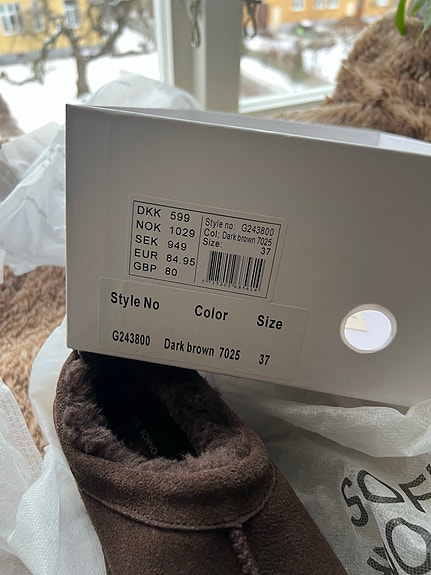 DKK 599
NOK 1029
SEK 949
EUR 84.95
GBP 80
Style no: G243800
Col: Dark brown 7025
Size: 37
Style No Color Size
G243800 Dark brown 7025 37